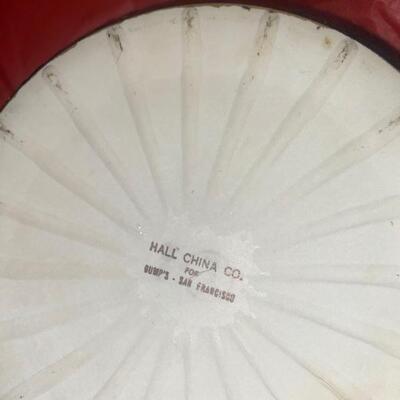 HALL CHINA CO.
FOR
GUMP'S - SAN FRANCISCO